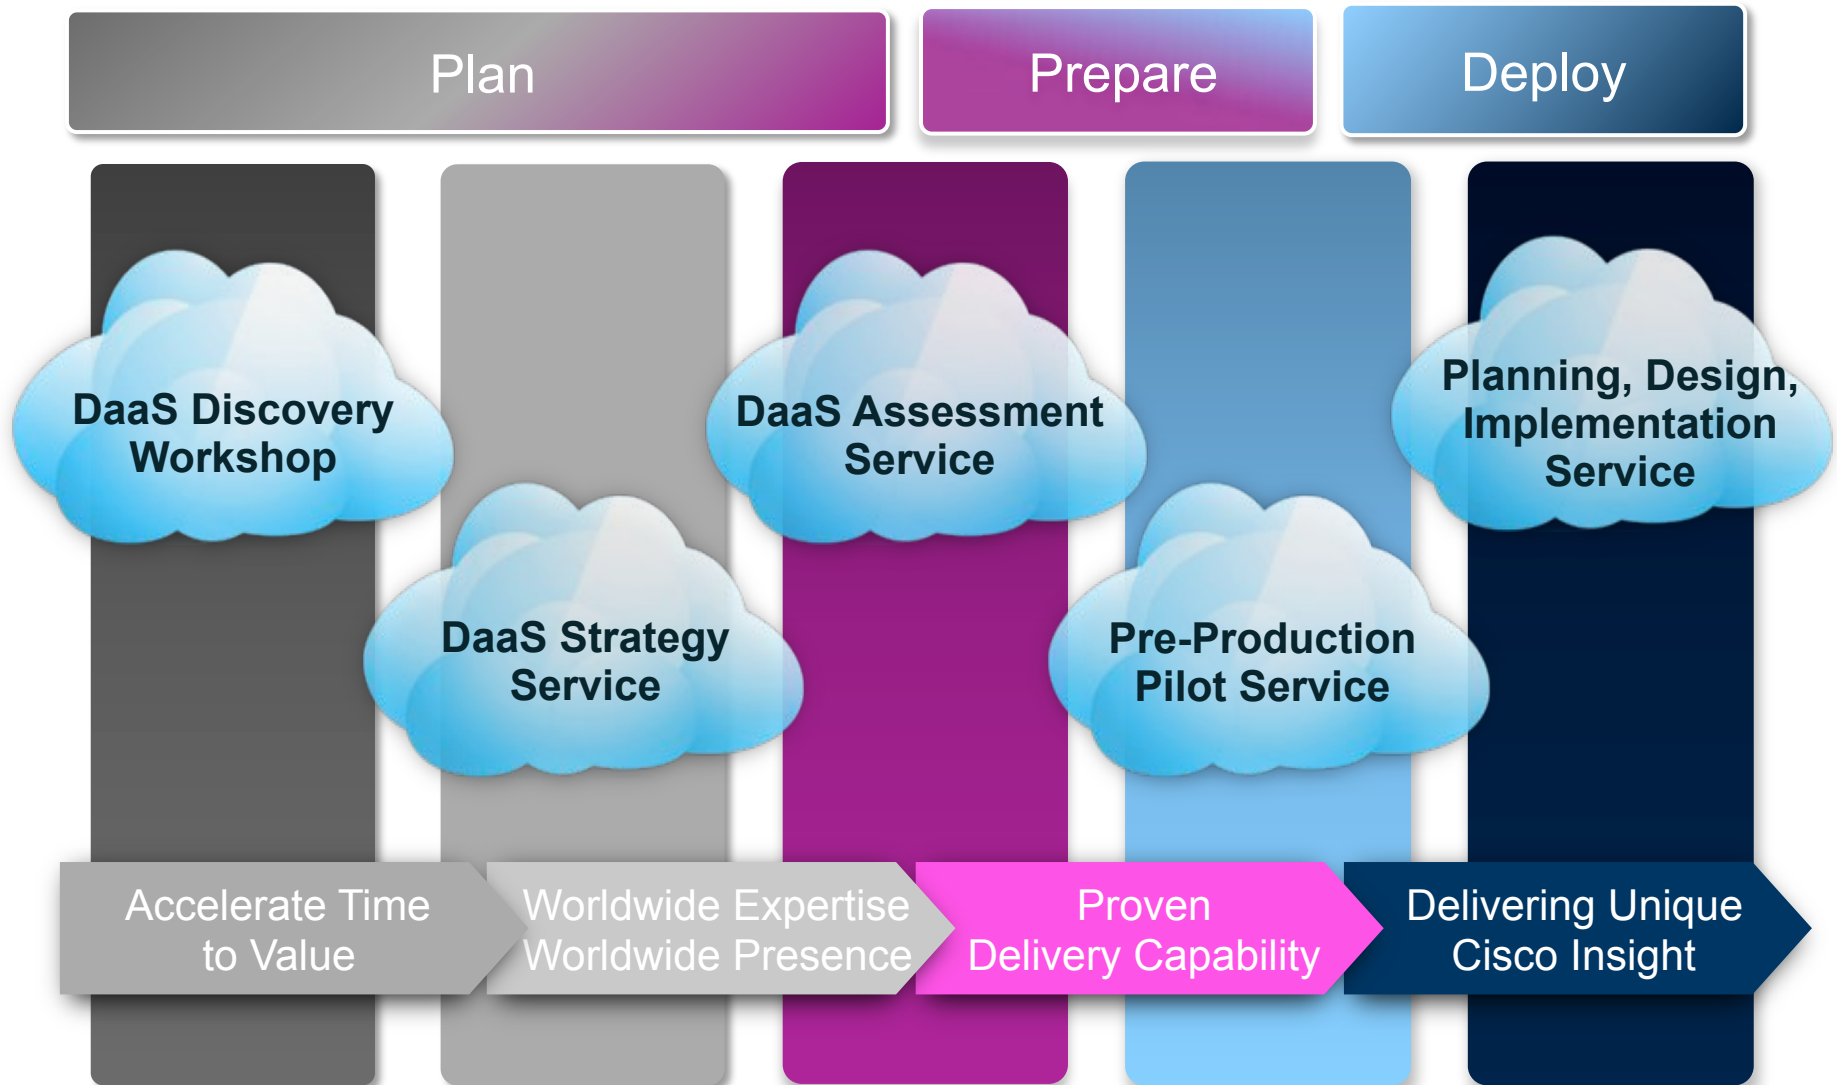 Plan
Prepare
Deploy
DaaS Discovery
Workshop
DaaS Strategy
Service
DaaS Assessment
Service
Pre-Production
Pilot Service
Planning, Design,
Implementation
Service
Accelerate Time
to Value
Worldwide Expertise
Worldwide Presence
Proven
Delivery Capability
Delivering Unique
Cisco Insight